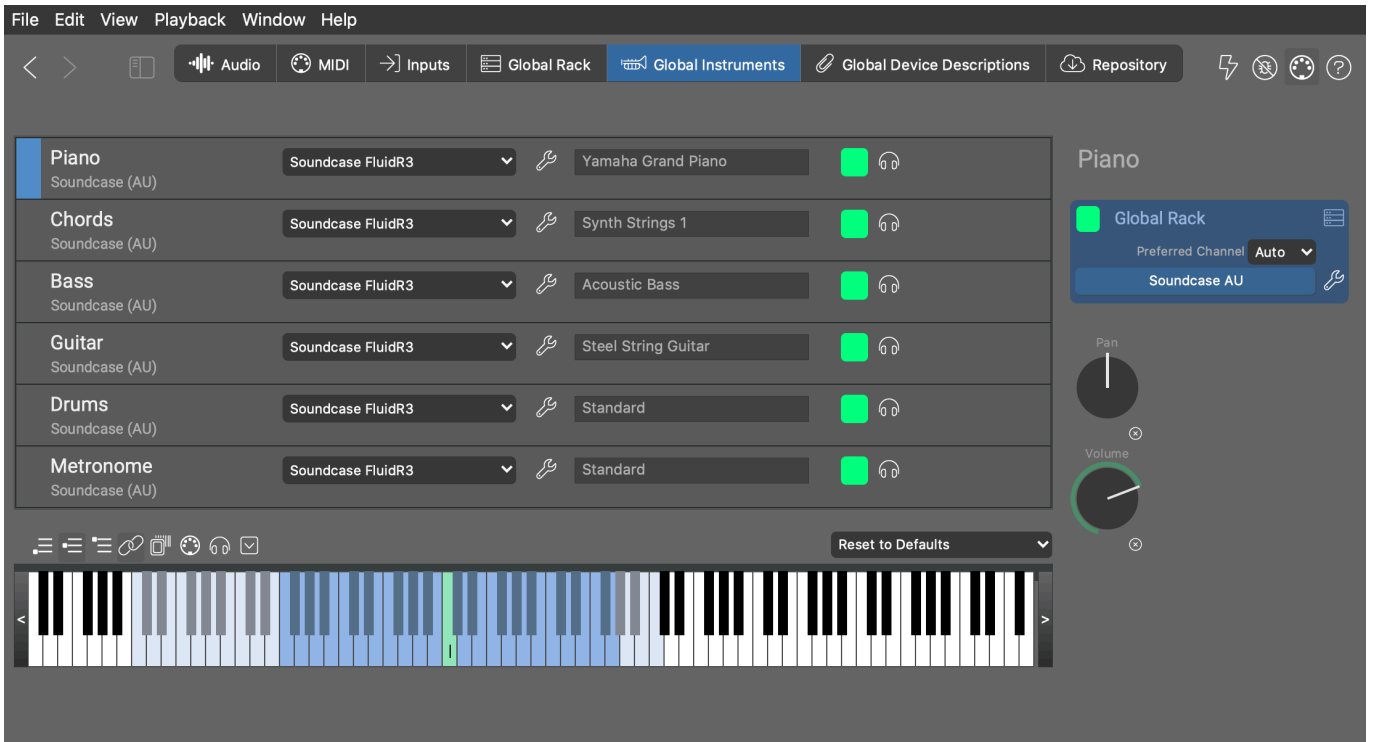 File Edit View Playback Window Help
Audio MIDI Inputs Global Rack Global Instruments Global Device Descriptions Repository
Piano
Soundcase (AU)
Soundcase FluidR3
Yamaha Grand Piano
Chords
Soundcase (AU)
Soundcase FluidR3
Synth Strings 1
Bass
Soundcase (AU)
Soundcase FluidR3
Acoustic Bass
Guitar
Soundcase (AU)
Soundcase FluidR3
Steel String Guitar
Drums
Soundcase (AU)
Soundcase FluidR3
Standard
Metronome
Soundcase (AU)
Soundcase FluidR3
Standard
Piano
Global Rack
Preferred Channel Auto
Soundcase AU
Pan
Volume
Reset to Defaults
< >